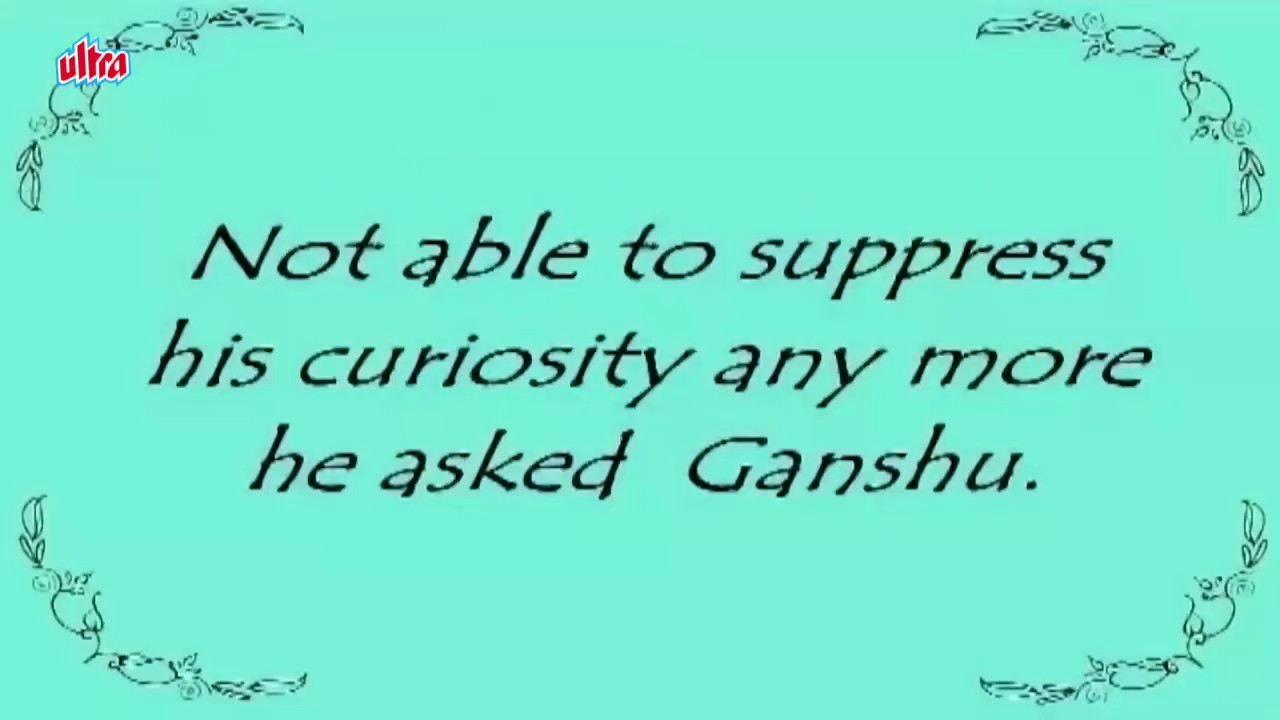 ultra
Not able to suppress
his curiosity any more
he asked Ganshu.